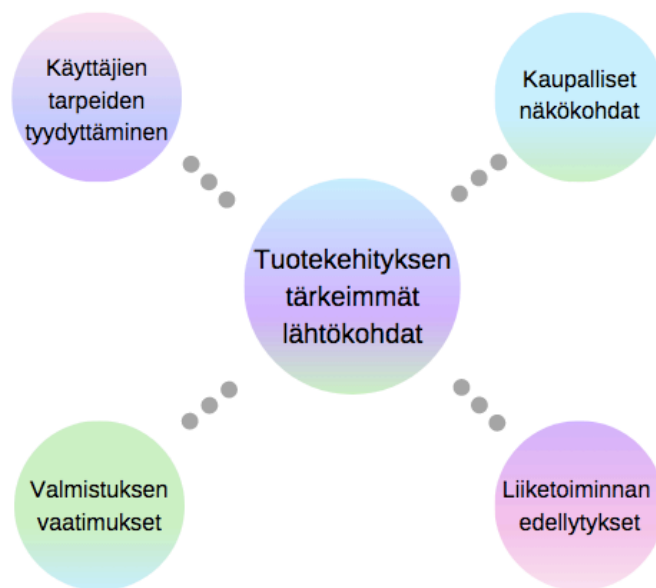 Käyttäjien
tarpeiden
tyydyttäminen
Kaupalliset
näkökohdat
Tuotekehityksen
tärkeimmät
lähtökohdat
Valmistuksen
vaatimukset
Liiketoiminnan
edellytykset